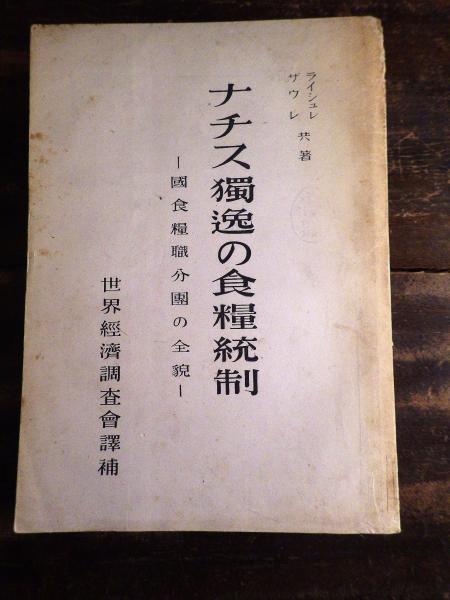 ライシュレ
ザウレ 共著
ナチス獨逸の食糧統制
―國食糧職分團の全貌―
世界經濟調査會譯補